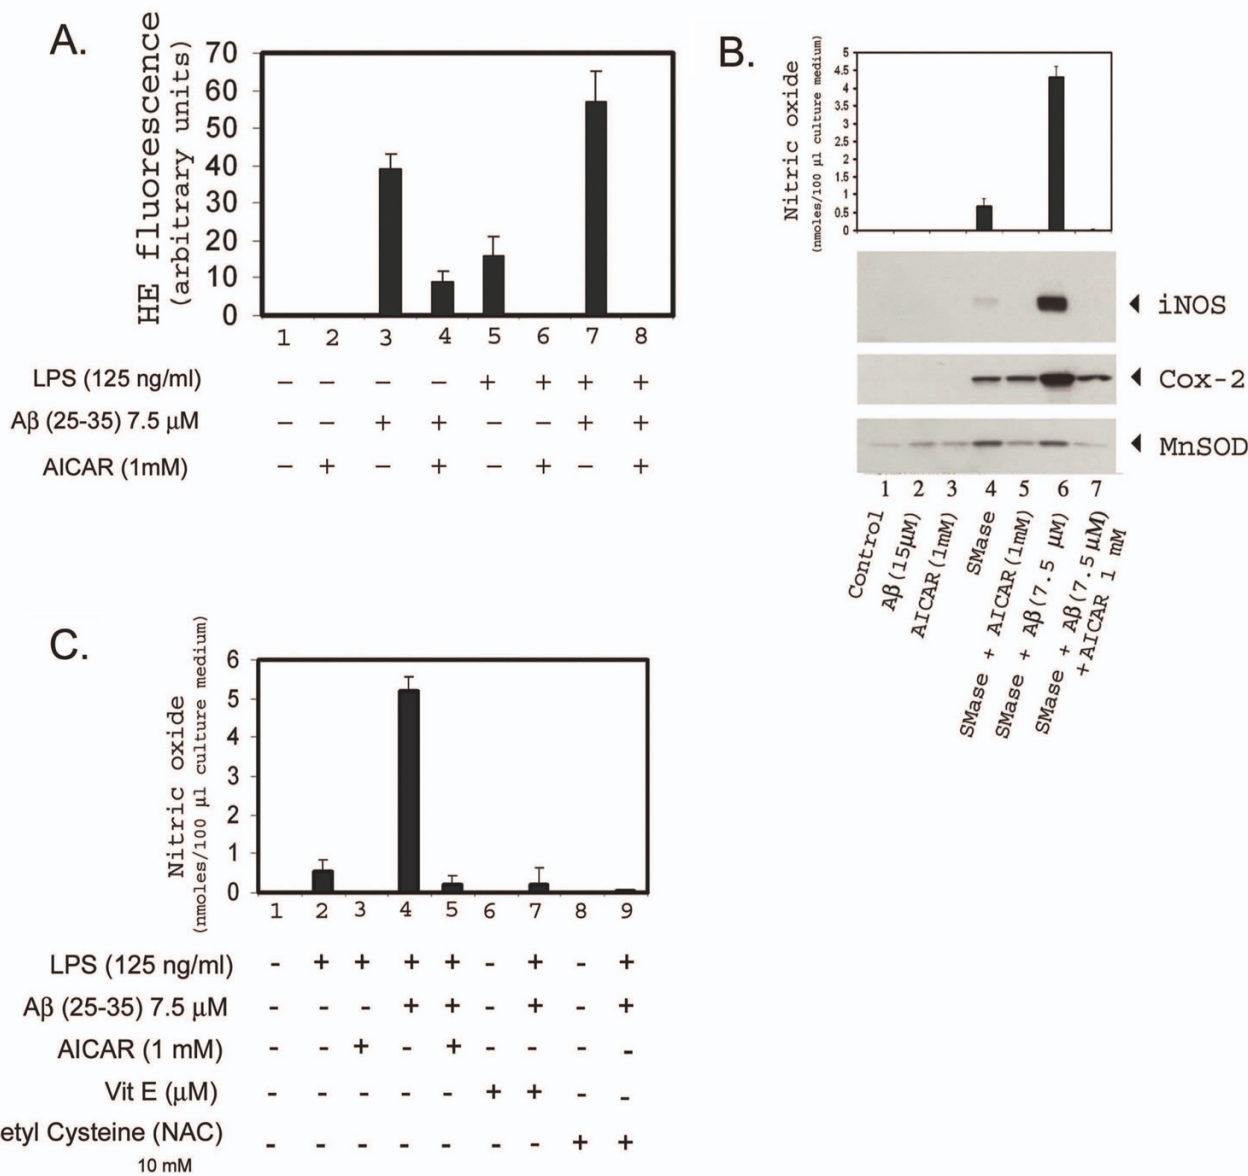 A.
HE fluorescence
(arbitrary units)
70
60
50
40
30
20
10
0
1 2 3 4 5 6 7 8
LPS (125 ng/ml) − − − − + + + +
Aβ (25-35) 7.5 µM − − + + − − + +
AICAR (1mM) − + − + − + − +
B.
Nitric oxide
(nmoles/100 µl culture medium)
5
4.5
4
3.5
3
2.5
2
1.5
1
0.5
0
iNOS
Cox-2
MnSOD
1 2 3 4 5 6 7
Control
Aβ(15µM)
AICAR(1mM)
SMase
SMase + AICAR(1mM)
SMase + Aβ(7.5 µM)
SMase + Aβ(7.5 µM)
+AICAR 1 mM
C.
Nitric oxide
(nmoles/100 µl culture medium)
6
5
4
3
2
1
0
1 2 3 4 5 6 7 8 9
LPS (125 ng/ml) - + + + + - + - +
Aβ (25-35) 7.5 µM - - - + + - + - +
AICAR (1 mM) - - + - + - - - -
Vit E (µM) - - - - - + + - -
etyl Cysteine (NAC) - - - - - - - + +
10 mM